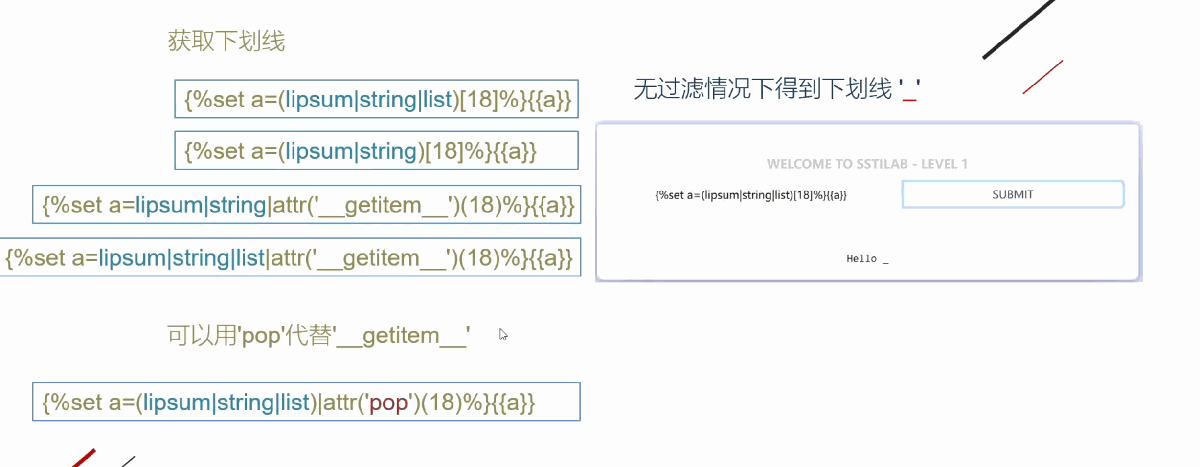 获取下划线
{%set a=(lipsum|string|list)[18]%}{{a}}
{%set a=(lipsum|string)[18]%}{{a}}
{%set a=lipsum|string|attr('__getitem__')(18)%}{{a}}
{%set a=lipsum|string|list|attr('__getitem__')(18)%}{{a}}
可以用'pop'代替'__getitem__'
{%set a=(lipsum|string|list)|attr('pop')(18)%}{{a}}
无过滤情况下得到下划线 '_'
WELCOME TO SSTILAB - LEVEL 1
{%set a=(lipsum|string|list)[18]%}{{a}} SUBMIT
Hello _